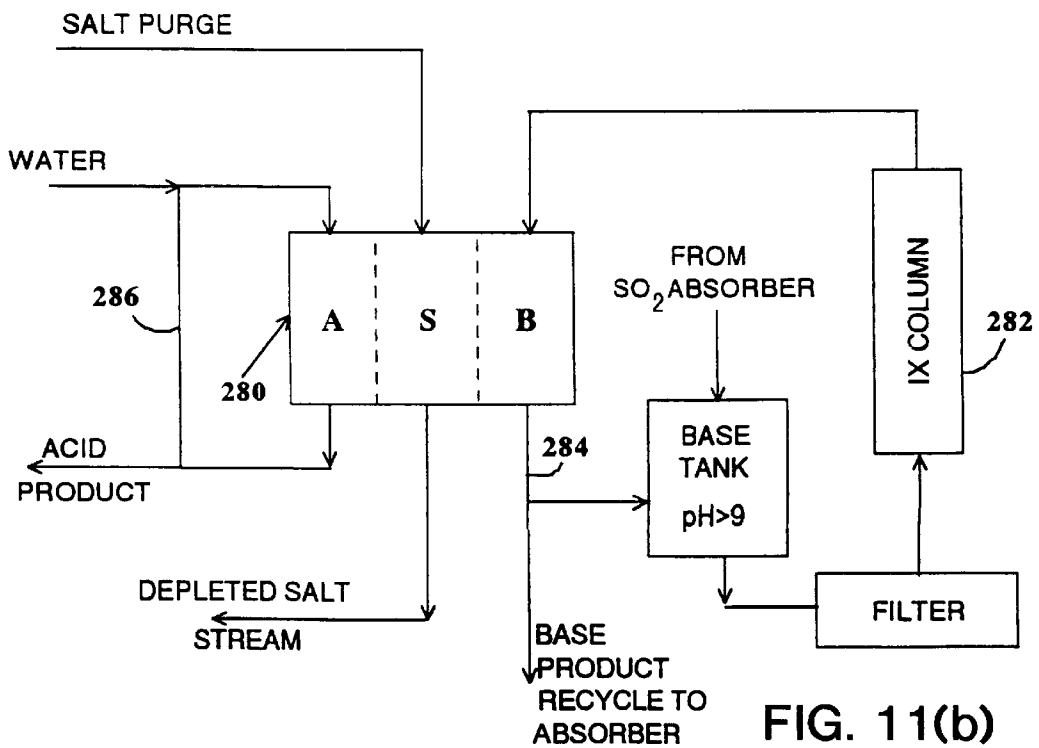 SALT PURGE
WATER
286
A
S
B
280
FROM
SO2 ABSORBER
IX COLUMN
282
ACID
PRODUCT
284
BASE
TANK
pH>9
DEPLETED SALT
STREAM
FILTER
BASE
PRODUCT
RECYCLE TO
ABSORBER
FIG. 11(b)